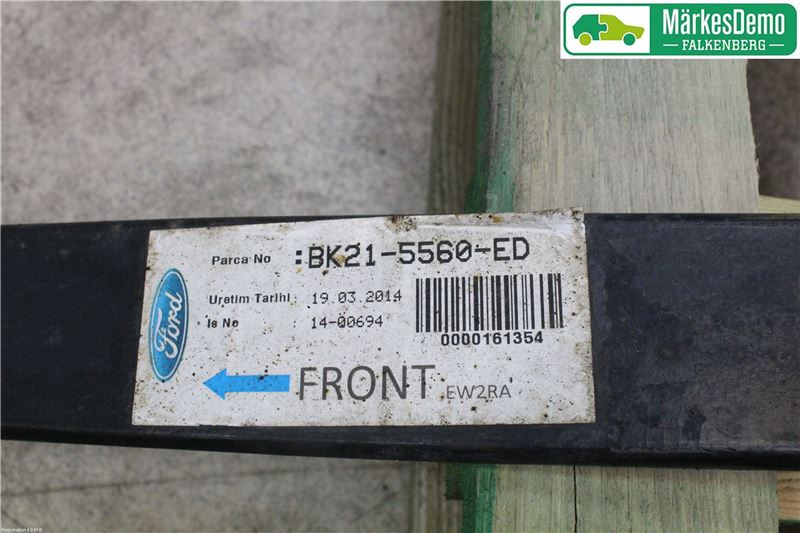 MärkesDemo
FALKENBERG
Parca No : BK21-5560-ED
Uretim Tarihi : 19.03.2014
Is No : 14-00694
0000161354
Ford
FRONT EW2RA